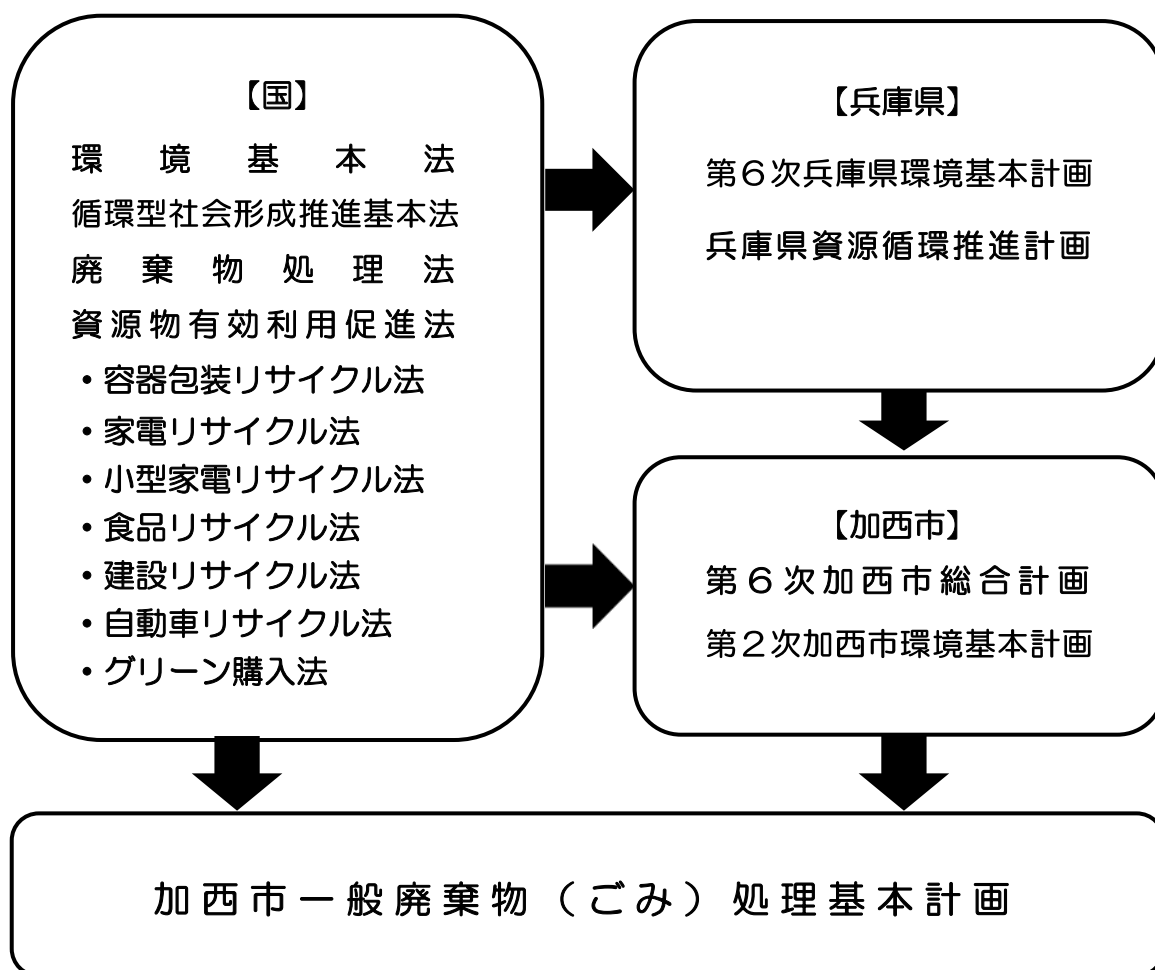 【国】
環境基本法
循環型社会形成推進基本法
廃棄物処理法
資源物有効利用促進法
・容器包装リサイクル法
・家電リサイクル法
・小型家電リサイクル法
・食品リサイクル法
・建設リサイクル法
・自動車リサイクル法
・グリーン購入法
【兵庫県】
第６次兵庫県環境基本計画
兵庫県資源循環推進計画
【加西市】
第６次加西市総合計画
第２次加西市環境基本計画
加西市一般廃棄物（ごみ）処理基本計画